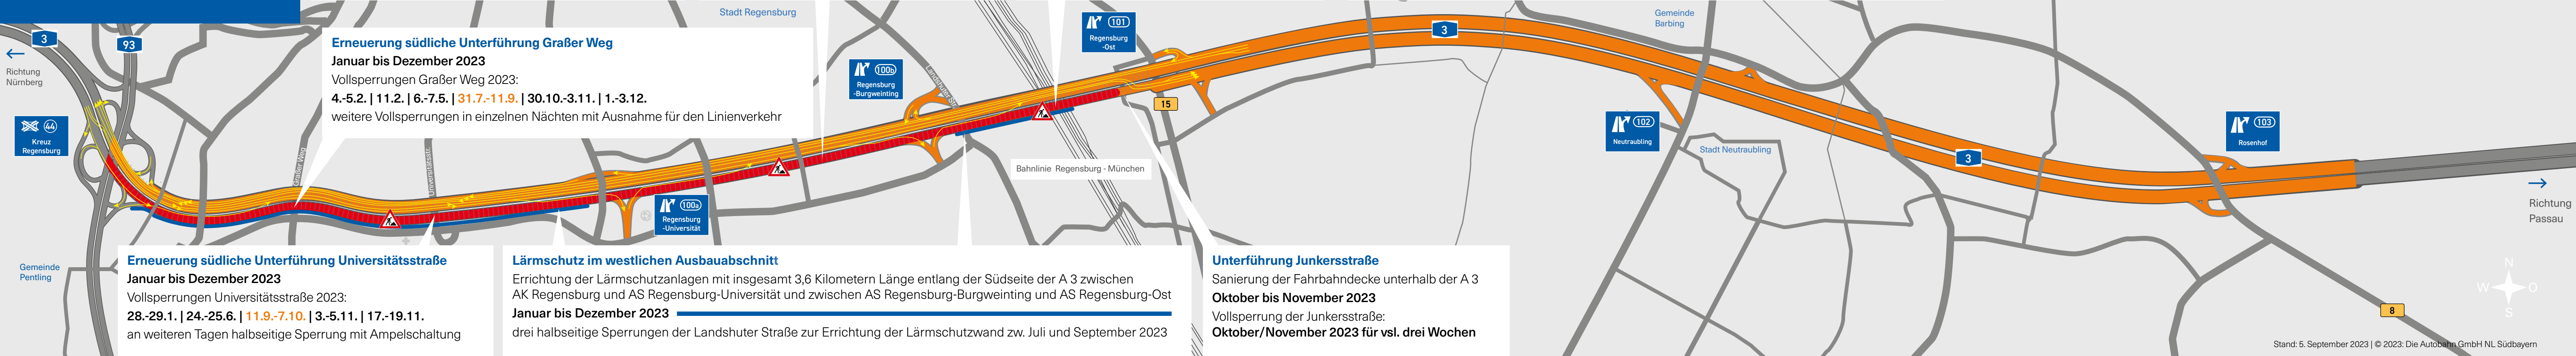 3
93
Richtung
Nürnberg
44
Kreuz
Regensburg
Gemeinde
Pentling
Erneuerung südliche Unterführung Graßer Weg
Januar bis Dezember 2023
Vollsperrungen Graßer Weg 2023:
4.-5.2. | 11.2. | 6.-7.5. | 31.7.-11.9. | 30.10.-3.11. | 1.-3.12.
weitere Vollsperrungen in einzelnen Nächten mit Ausnahme für den Linienverkehr
Graßer Weg
Universitätsstr.
Erneuerung südliche Unterführung Universitätsstraße
Januar bis Dezember 2023
Vollsperrungen Universitätsstraße 2023:
28.-29.1. | 24.-25.6. | 11.9.-7.10. | 3.-5.11. | 17.-19.11.
an weiteren Tagen halbseitige Sperrung mit Ampelschaltung
Stadt Regensburg
100a
Regensburg
-Universität
100b
Regensburg
-Burgweinting
Landshuter Str.
Lärmschutz im westlichen Ausbauabschnitt
Errichtung der Lärmschutzanlagen mit insgesamt 3,6 Kilometern Länge entlang der Südseite der A 3 zwischen
AK Regensburg und AS Regensburg-Universität und zwischen AS Regensburg-Burgweinting und AS Regensburg-Ost
Januar bis Dezember 2023
drei halbseitige Sperrungen der Landshuter Straße zur Errichtung der Lärmschutzwand zw. Juli und September 2023
101
Regensburg
-Ost
15
Bahnlinie Regensburg - München
Unterführung Junkersstraße
Sanierung der Fahrbahndecke unterhalb der A 3
Oktober bis November 2023
Vollsperrung der Junkersstraße:
Oktober/November 2023 für vsl. drei Wochen
3
Gemeinde
Barbing
102
Neutraubling
Stadt Neutraubling
3
103
Rosenhof
Richtung
Passau
8
N
W
O
S
Stand: 5. September 2023 | © 2023: Die Autobahn GmbH NL Südbayern